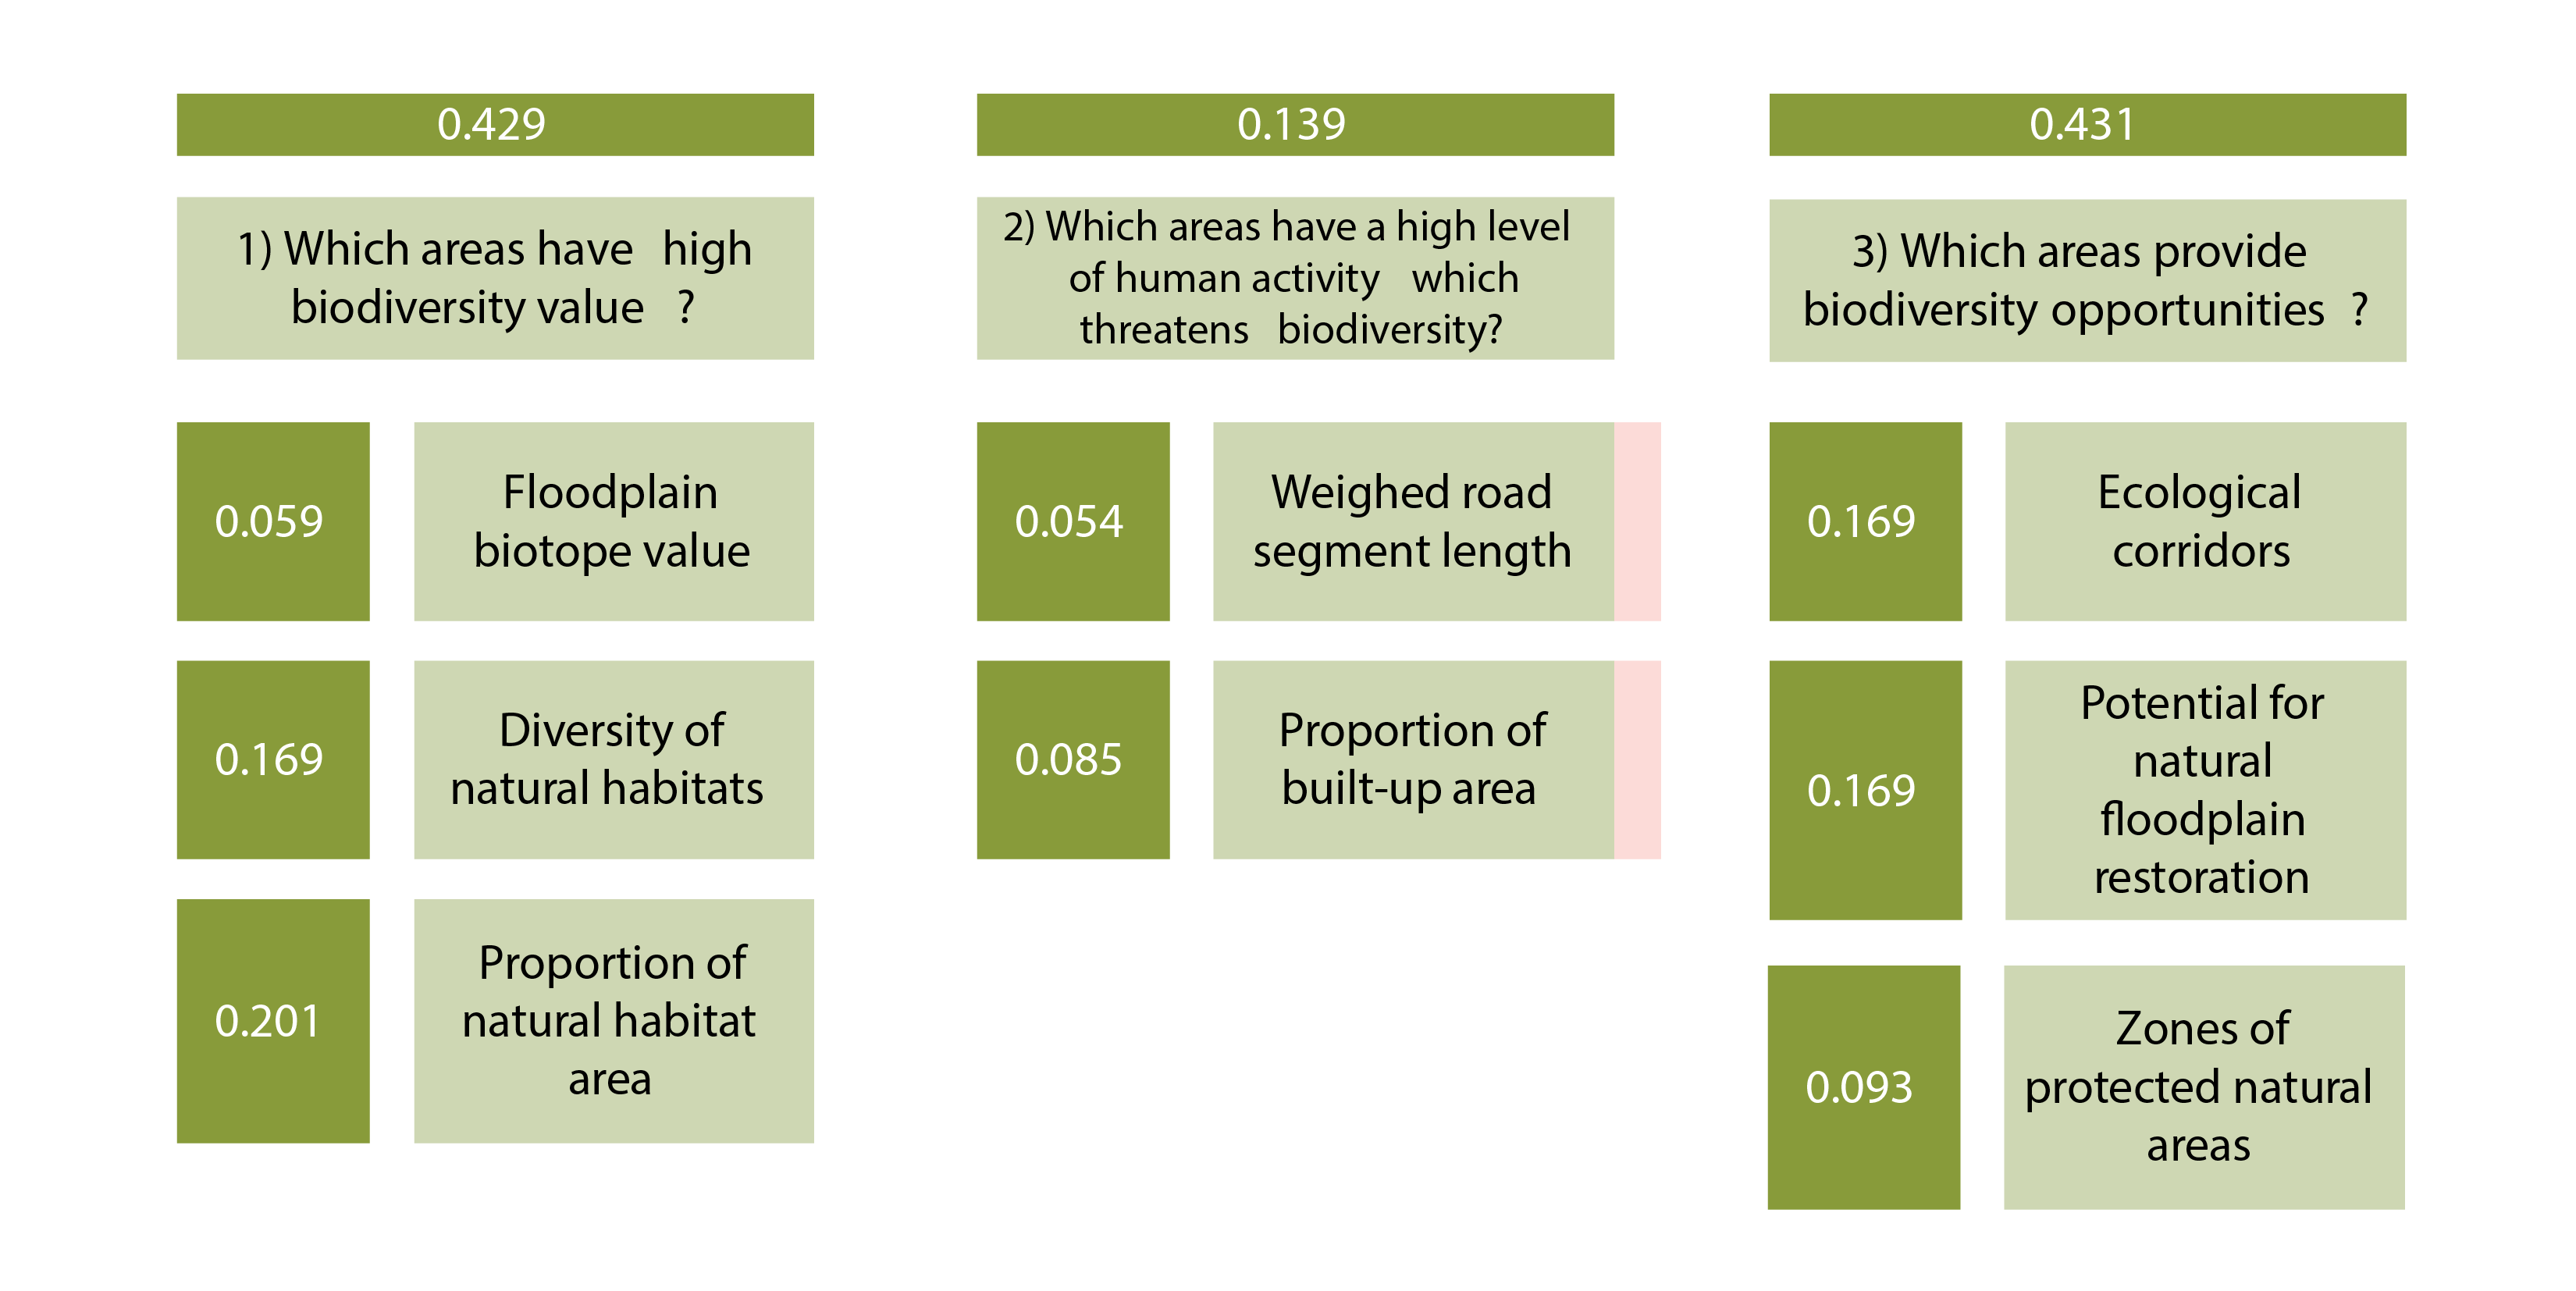 0.429
1) Which areas have high
biodiversity value ?
0.059
Floodplain
biotope value
0.169
Diversity of
natural habitats
0.201
Proportion of
natural habitat
area
0.139
2) Which areas have a high level
of human activity which
threatens biodiversity?
0.054
Weighed road
segment length
0.085
Proportion of
built-up area
0.431
3) Which areas provide
biodiversity opportunities ?
0.169
Ecological
corridors
0.169
Potential for
natural
floodplain
restoration
0.093
Zones of
protected natural
areas